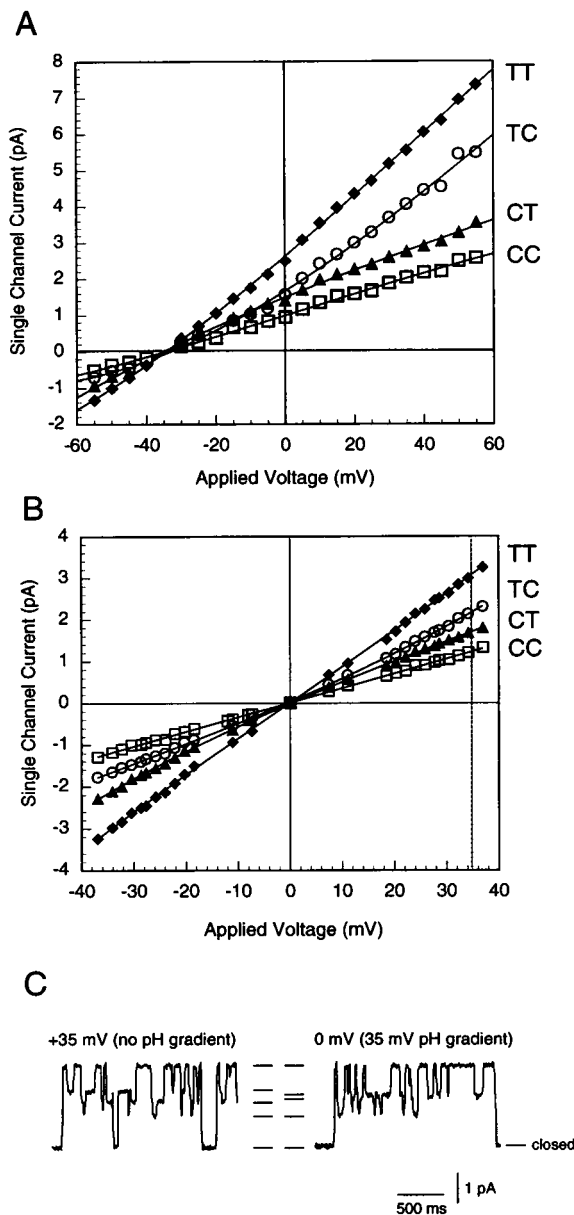 A
8
7
6
5
4
3
2
1
0
-1
-2
Single Channel Current (pA)
TT
TC
CT
CC
-60 -40 -20 0 20 40 60
Applied Voltage (mV)
B
4
3
2
1
0
-1
-2
-3
-4
Single Channel Current (pA)
TT
TC
CT
CC
-40 -30 -20 -10 0 10 20 30 40
Applied Voltage (mV)
C
+35 mV (no pH gradient) 0 mV (35 mV pH gradient)
closed
1 pA
500 ms